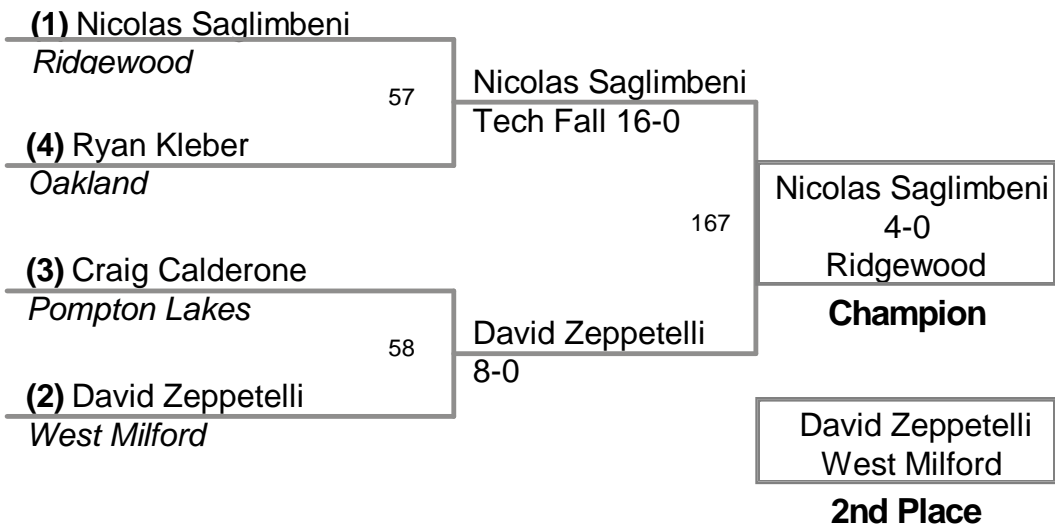 (1) Nicolas Saglimbeni
Ridgewood
57
(4) Ryan Kleber
Oakland
(3) Craig Calderone
Pompton Lakes
58
(2) David Zeppetelli
West Milford
Nicolas Saglimbeni
Tech Fall 16-0
167
David Zeppetelli
8-0
Nicolas Saglimbeni
4-0
Ridgewood
Champion
David Zeppetelli
West Milford
2nd Place